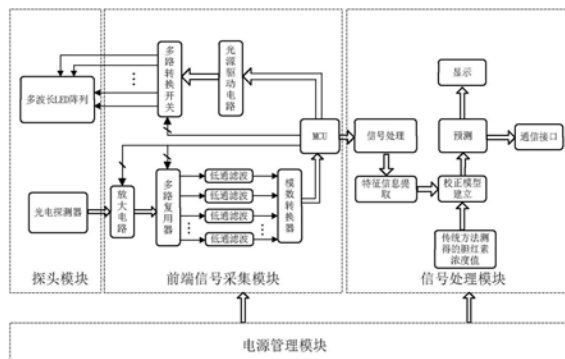 多波长LED阵列
光电探测器
探头模块
多路转换开关
光源驱动电路
MCU
放大电路
多路复用器
低通滤波
低通滤波
低通滤波
低通滤波
模数转换器
前端信号采集模块
信号处理
特征信息提
取
显示
预测
通信接口
校正模型
建立
传统方法测
得的胆红素
浓度值
信号处理模块
电源管理模块